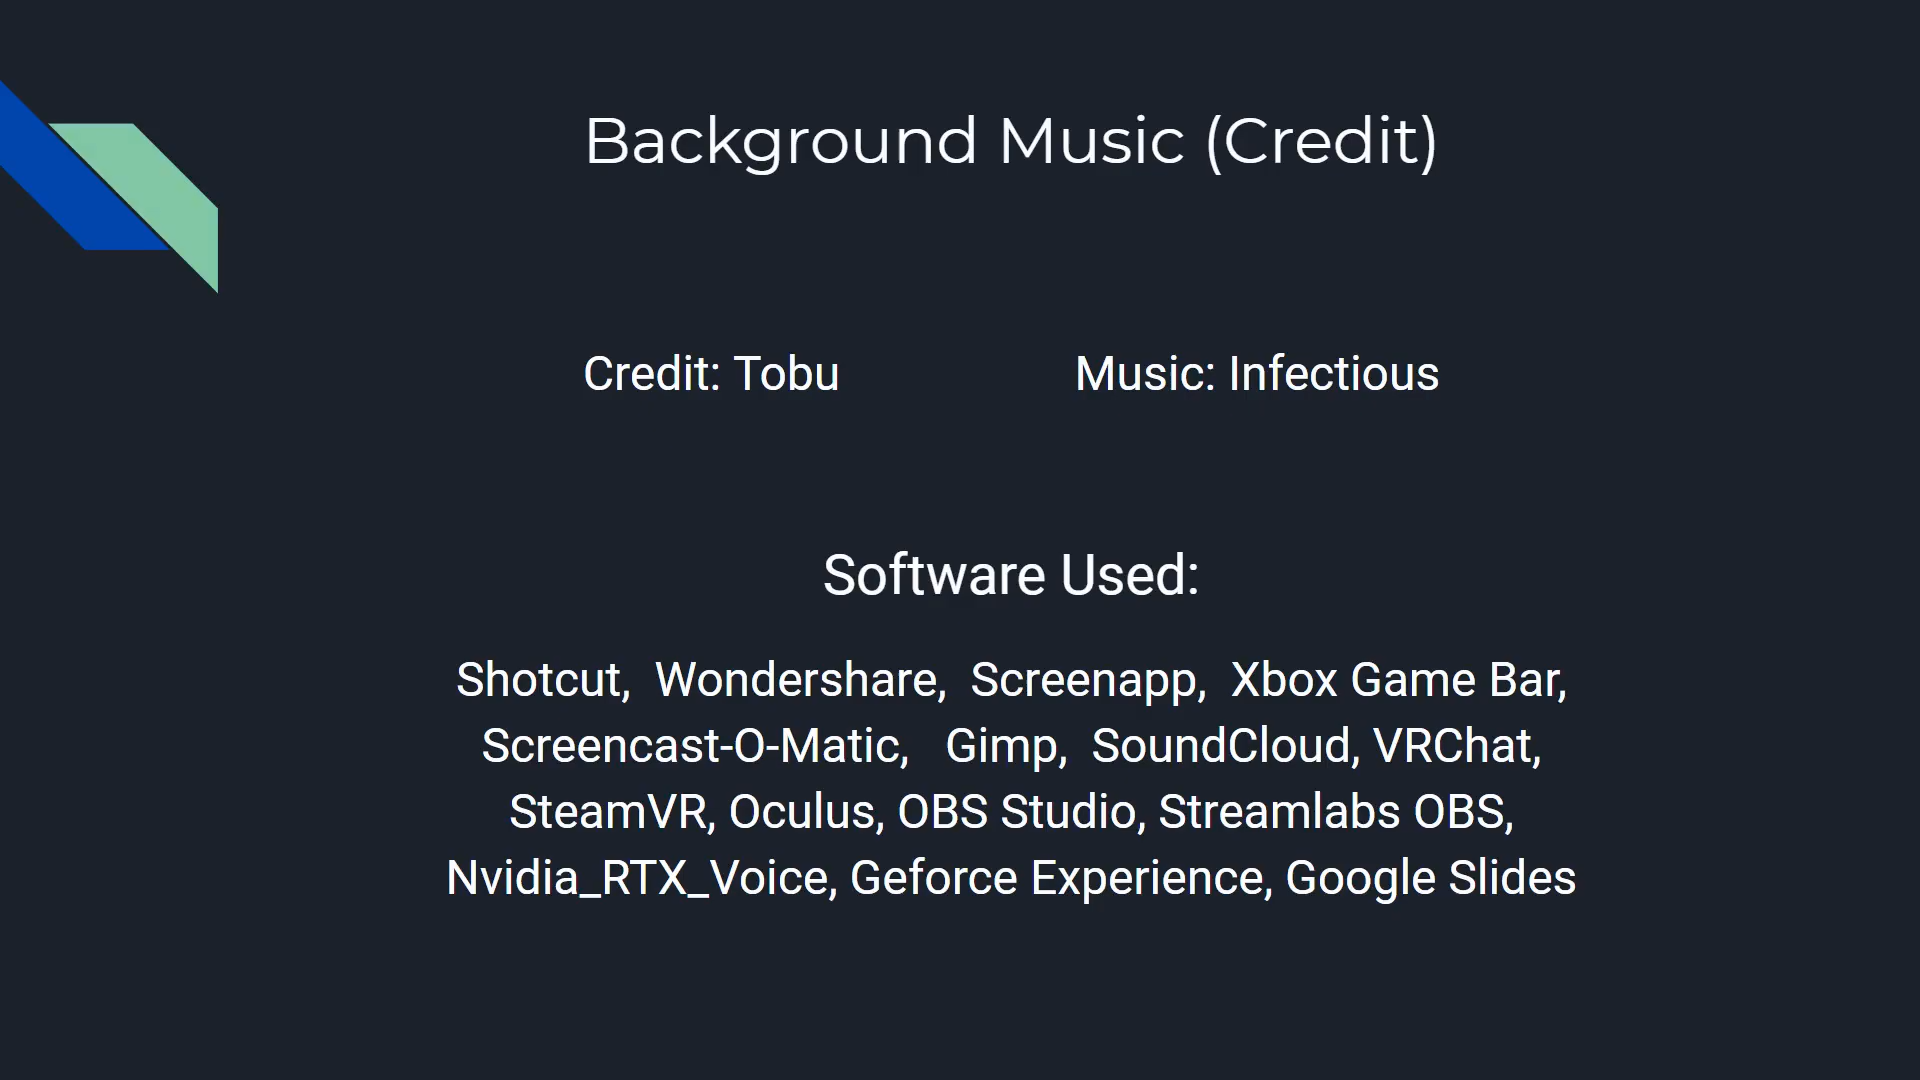 Background Music (Credit)
Credit: Tobu Music: Infectious
Software Used:
Shotcut, Wondershare, Screenapp, Xbox Game Bar,
Screencast-O-Matic, Gimp, SoundCloud, VRChat,
SteamVR, Oculus, OBS Studio, Streamlabs OBS,
Nvidia_RTX_Voice, Geforce Experience, Google Slides